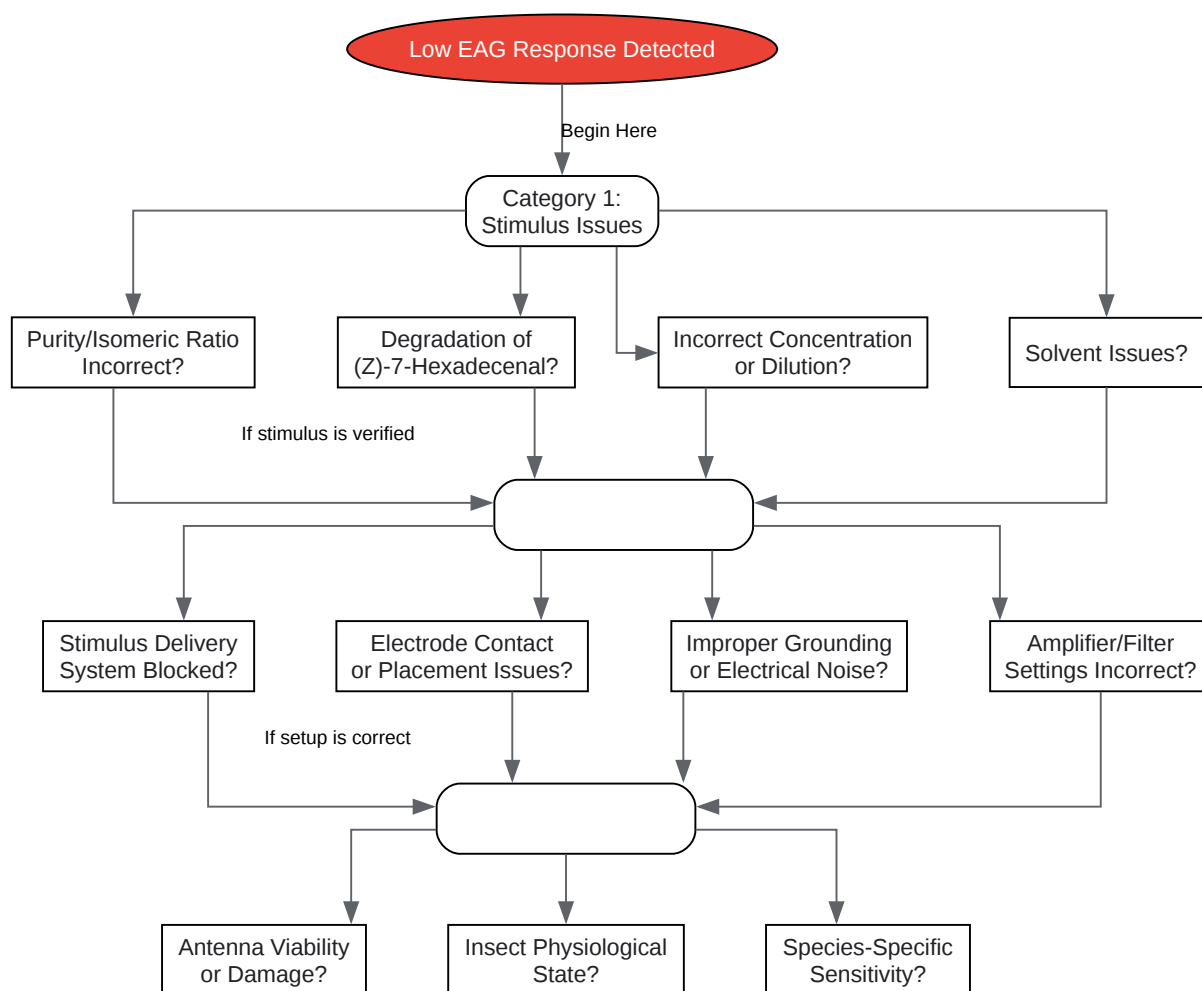 Low EAG Response Detected
Begin Here
Category 1:
Stimulus Issues
Purity/Isomeric Ratio
Incorrect?
Degradation of
(Z)-7-Hexadecenal?
Incorrect Concentration
or Dilution?
Solvent Issues?
If stimulus is verified
Stimulus Delivery
System Blocked?
Electrode Contact
or Placement Issues?
Improper Grounding
or Electrical Noise?
Amplifier/Filter
Settings Incorrect?
If setup is correct
Antenna Viability
or Damage?
Insect Physiological
State?
Species-Specific
Sensitivity?